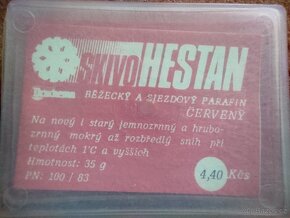 SKIVO HESTAN
Druchema
BĚŽECKÝ A SJEZDOVÝ PARAFIN
ČERVENÝ
Na nový i starý jemnozrnný a hrubo-
zrnný mokrý až rozbředlý sníh při
teplotách 1°C a vyšších
Hmotnost: 35 g
PN: 100 / 83
4,40 Kčs